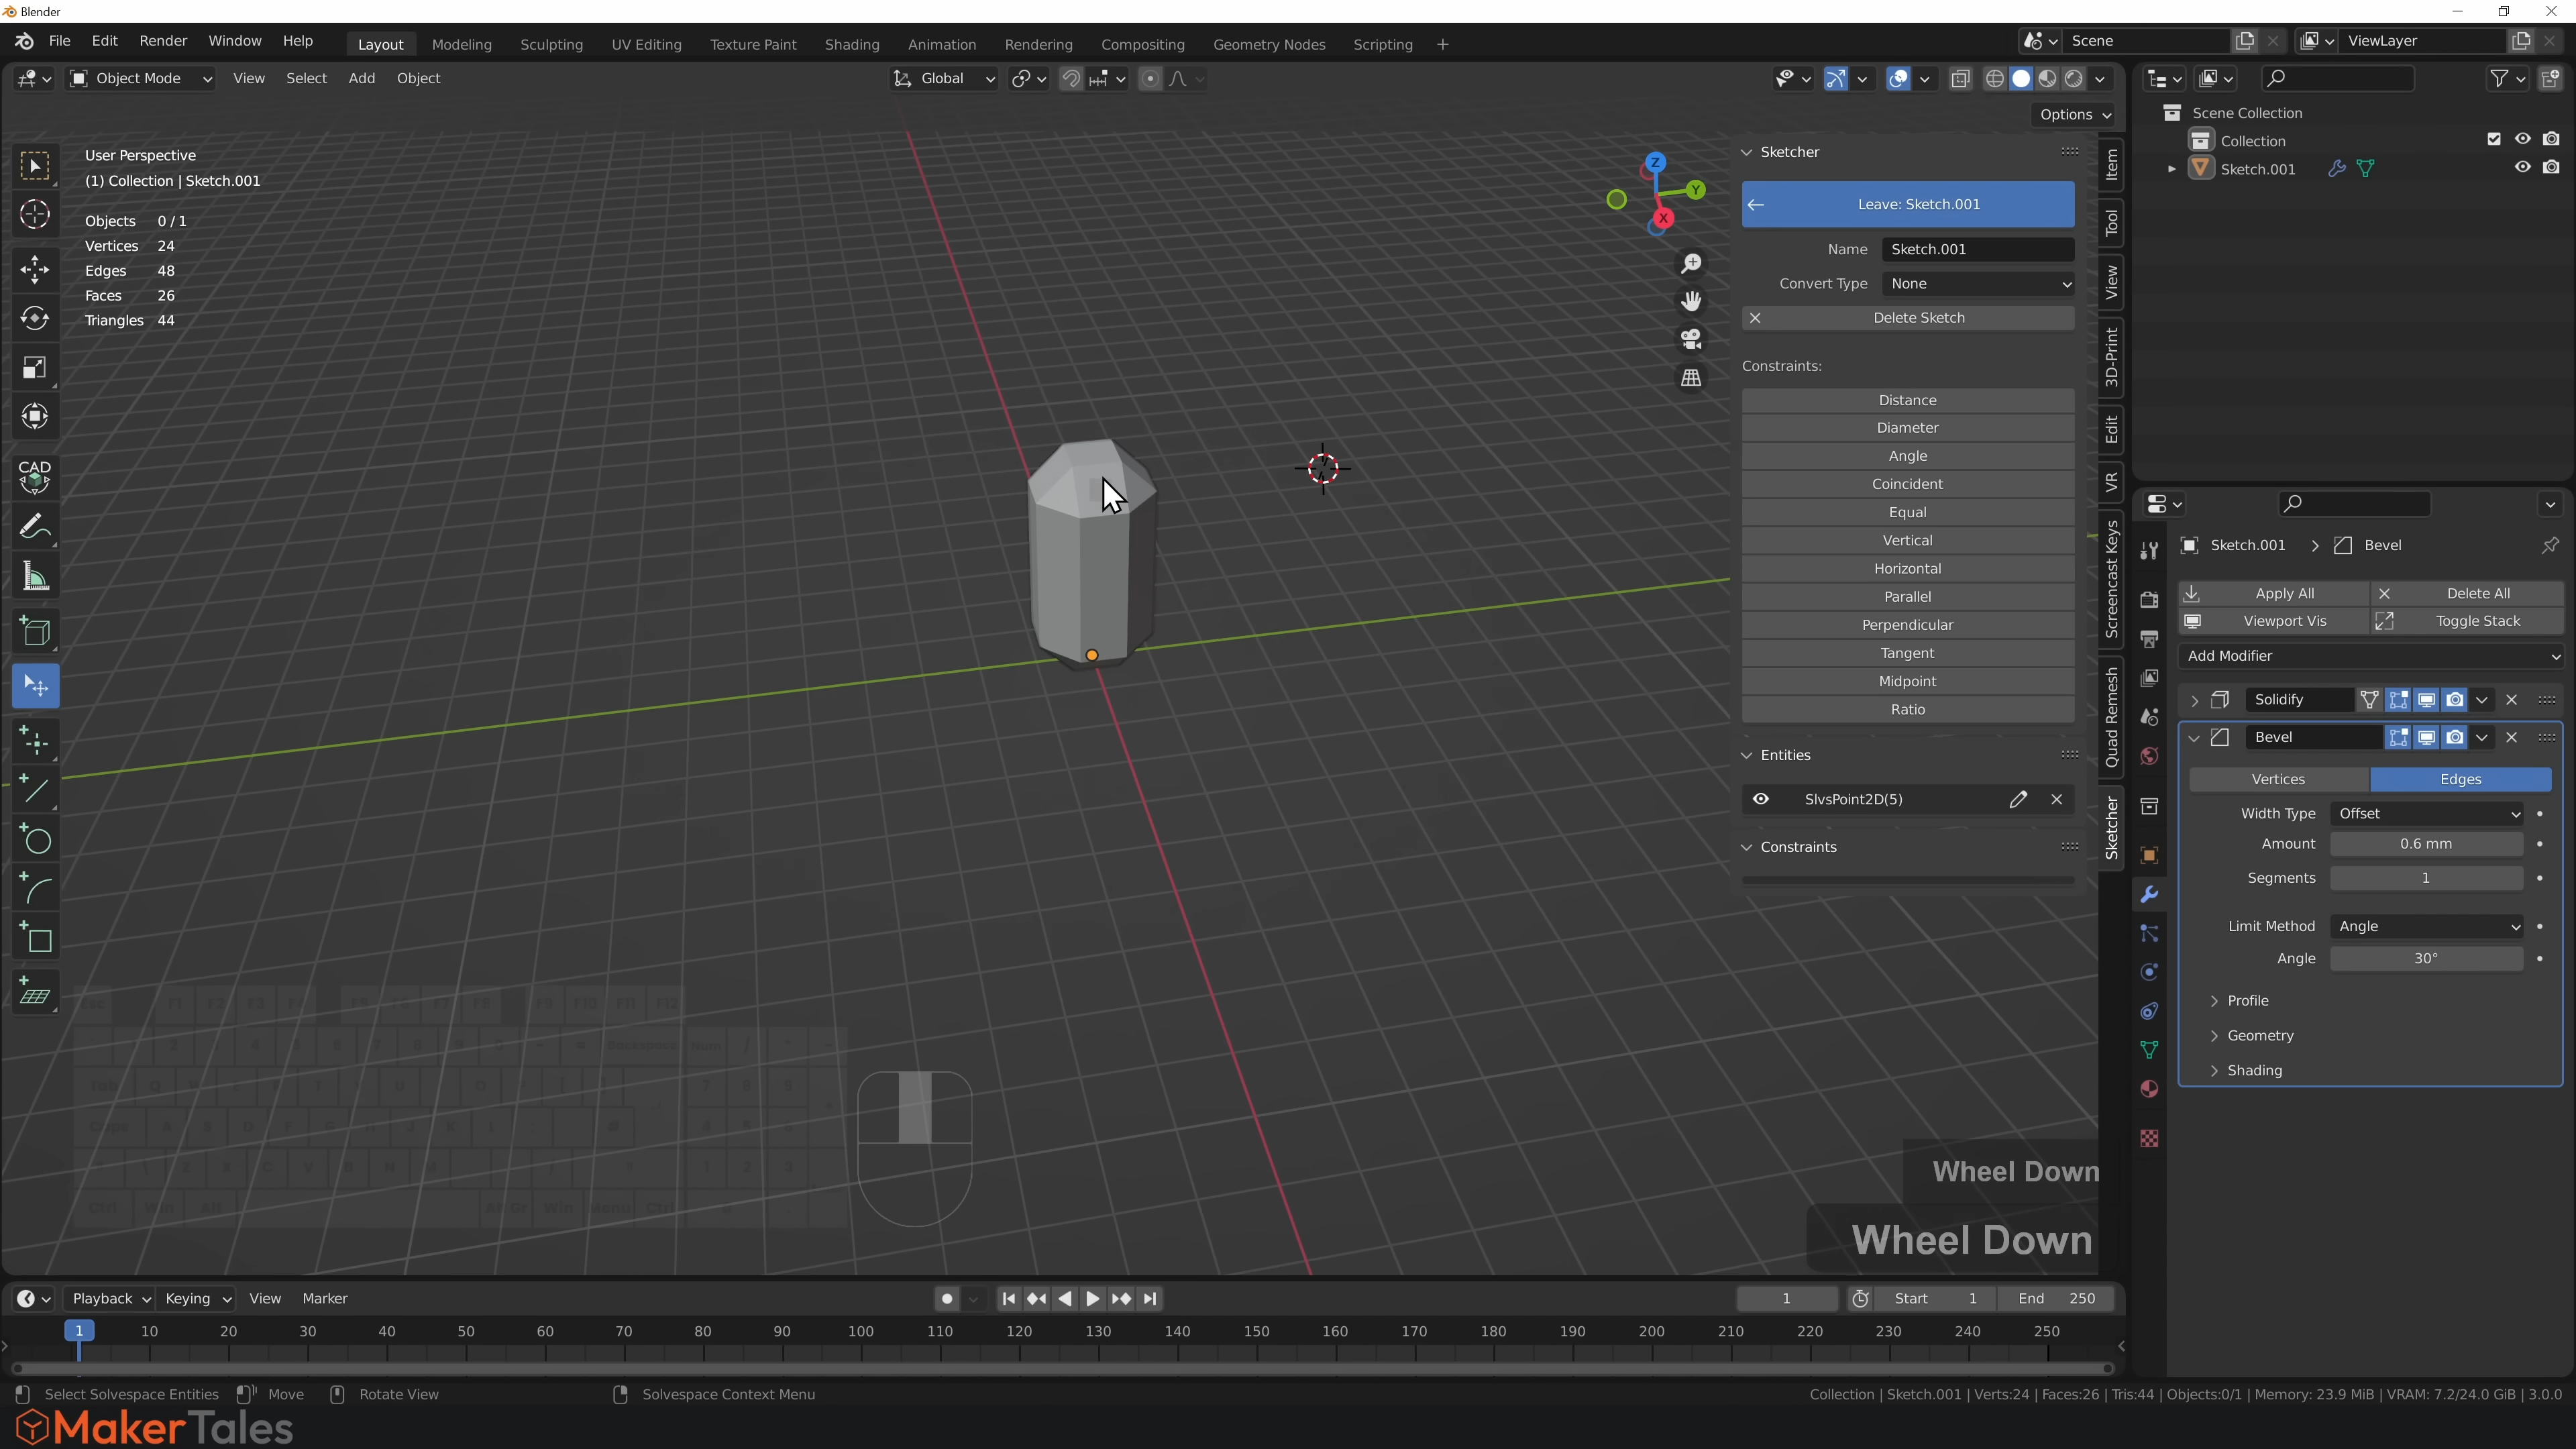 Blender
File Edit Render Window Help Layout Modeling Sculpting UV Editing Texture Paint Shading Animation Rendering Compositing Geometry Nodes Scripting + Scene ViewLayer
Object Mode View Select Add Object Global
Options
User Perspective
(1) Collection | Sketch.001
Objects 0/1
Vertices 24
Edges 48
Faces 26
Triangles 44
CAD
Z
Y
X
Sketcher
Leave: Sketch.001
Name Sketch.001
Convert Type None
Delete Sketch
Constraints:
Distance
Diameter
Angle
Coincident
Equal
Vertical
Horizontal
Parallel
Perpendicular
Tangent
Midpoint
Ratio
Entities
SlvsPoint2D(5)
Constraints
Item
Tool
View
3D-Print
Edit
VR
Screencast Keys
Quad Remesh
Sketcher
Scene Collection
Collection
Sketch.001
Sketch.001 > Bevel
Apply All Delete All
Viewport Vis Toggle Stack
Add Modifier
Solidify
Bevel
Vertices Edges
Width Type Offset
Amount 0.6 mm
Segments 1
Limit Method Angle
Angle 30°
Profile
Geometry
Shading
Wheel Down
Wheel Down
Playback Keying View Marker 1 Start 1 End 250
1 10 20 30 40 50 60 70 80 90 100 110 120 130 140 150 160 170 180 190 200 210 220 230 240 250
Select Solvespace Entities Move Rotate View Solvespace Context Menu Collection | Sketch.001 | Verts:24 | Faces:26 | Tris:44 | Objects:0/1 | Memory: 23.9 MiB | VRAM: 7.2/24.0 GiB | 3.0.0
MakerTales